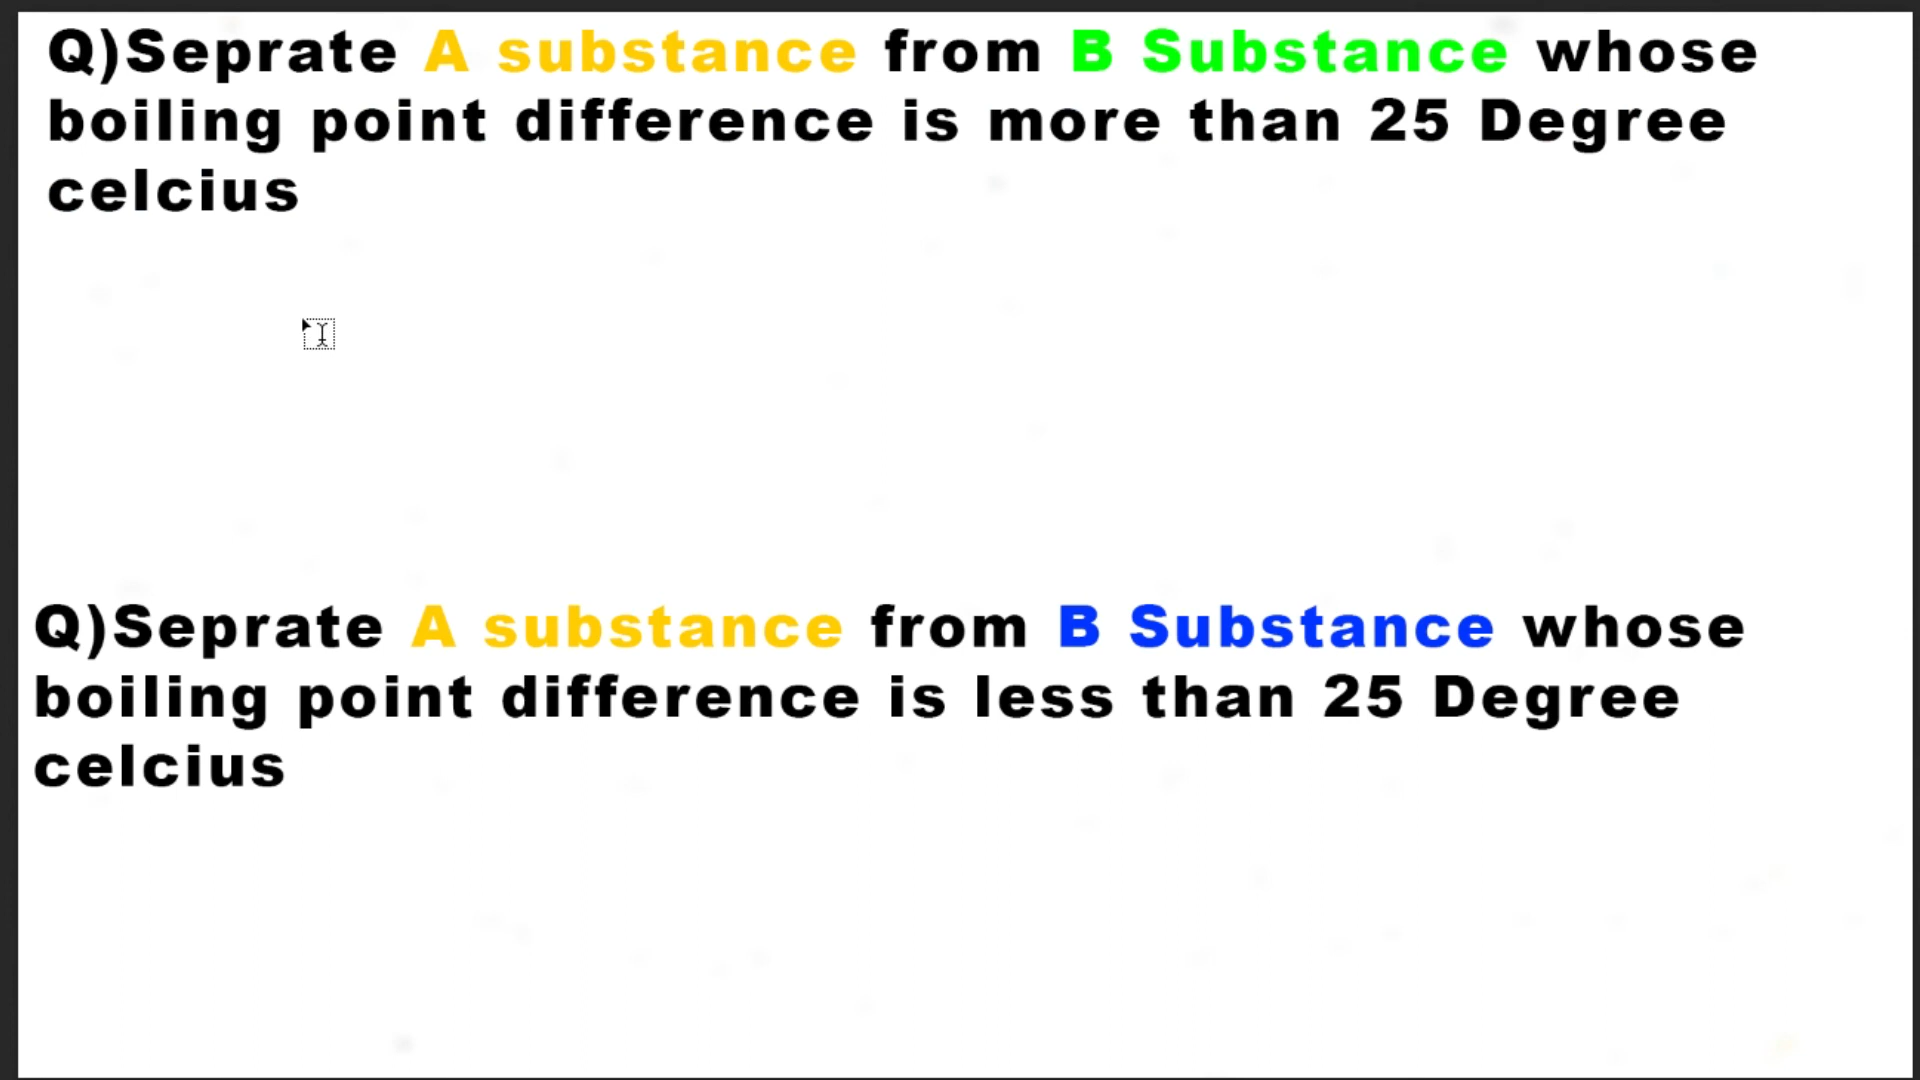 Q)Seprate A substance from B Substance whose
boiling point difference is more than 25 Degree
celcius
Q)Seprate A substance from B Substance whose
boiling point difference is less than 25 Degree
celcius